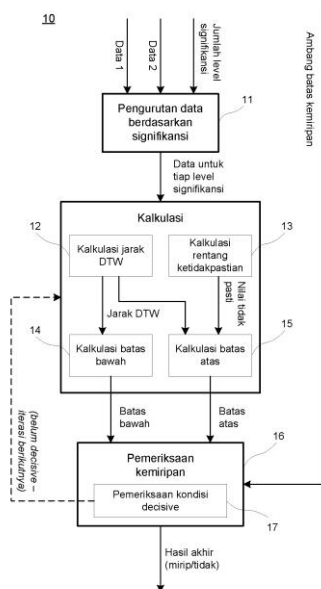 10
Data 1
Data 2
Jumlah level
signifikansi
Ambang batas kemiripan
Pengurutan data
berdasarkan
signifikansi
11
Data untuk
tiap level
signifikansi
Kalkulasi
12
13
Kalkulasi jarak
DTW
Kalkulasi
rentang
ketidakpastian
Jarak DTW
Nilai tidak
pasti
14
15
Kalkulasi batas
bawah
Kalkulasi batas
atas
Batas
bawah
Batas
atas
(belum decisive –
iterasi berikutnya)
16
Pemeriksaan
kemiripan
Pemeriksaan kondisi
decisive
17
Hasil akhir
(mirip/tidak)